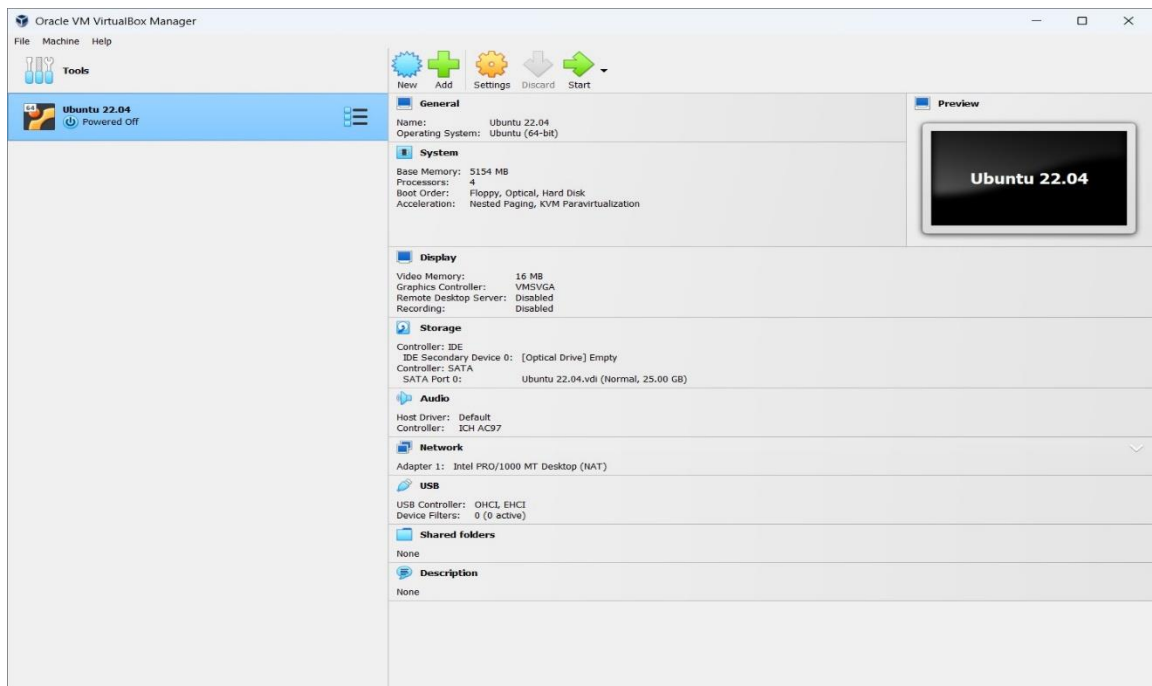 Oracle VM VirtualBox Manager
File Machine Help
Tools
New Add Settings Discard Start
64
Ubuntu 22.04
Powered Off
General
Name: Ubuntu 22.04
Operating System: Ubuntu (64-bit)
Preview
Ubuntu 22.04
System
Base Memory: 5154 MB
Processors: 4
Boot Order: Floppy, Optical, Hard Disk
Acceleration: Nested Paging, KVM Paravirtualization
Display
Video Memory: 16 MB
Graphics Controller: VMSVGA
Remote Desktop Server: Disabled
Recording: Disabled
Storage
Controller: IDE
IDE Secondary Device 0: [Optical Drive] Empty
Controller: SATA
SATA Port 0: Ubuntu 22.04.vdi (Normal, 25.00 GB)
Audio
Host Driver: Default
Controller: ICH AC97
Network
Adapter 1: Intel PRO/1000 MT Desktop (NAT)
USB
USB Controller: OHCI, EHCI
Device Filters: 0 (0 active)
Shared folders
None
Description
None